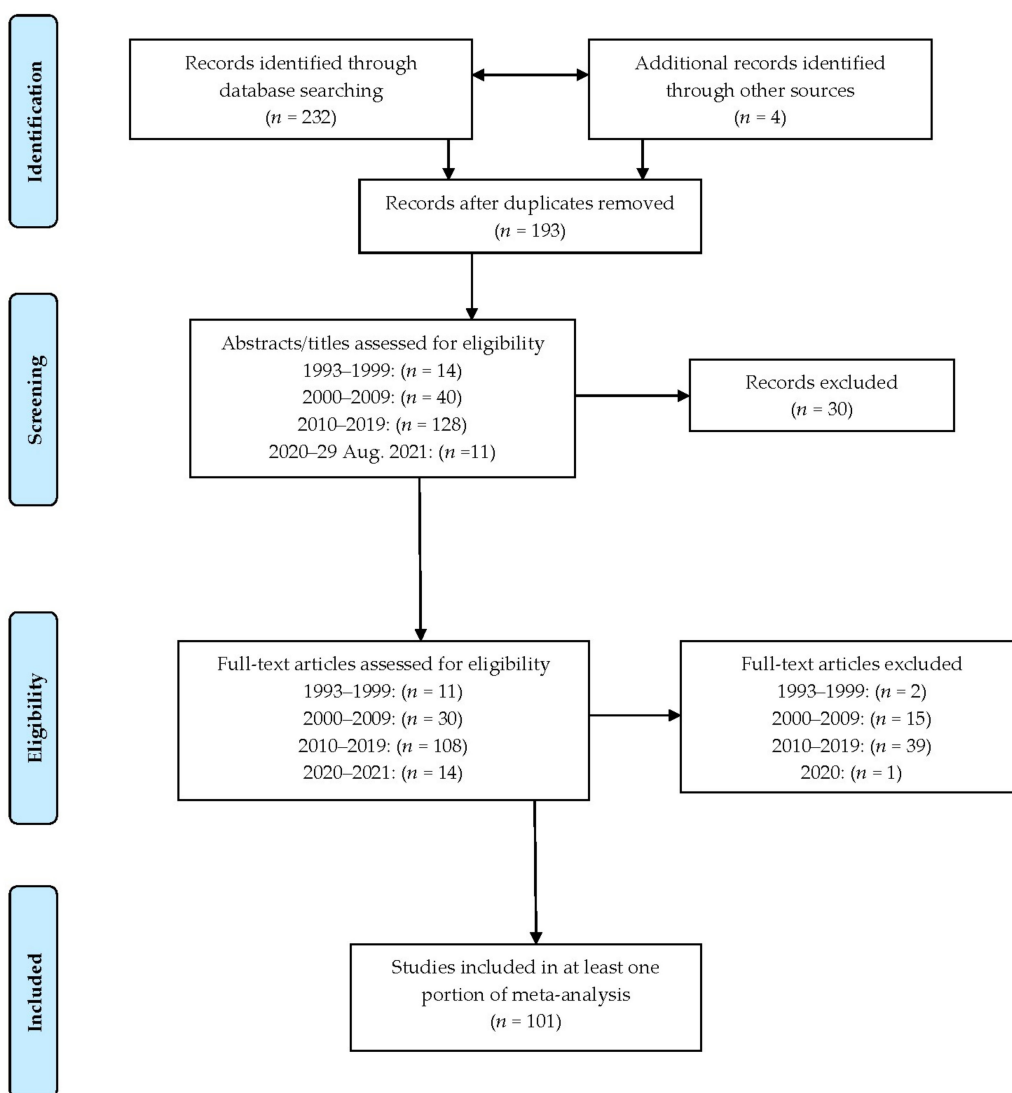 Identification
Records identified through
database searching
(n = 232)
Additional records identified
through other sources
(n = 4)
Records after duplicates removed
(n = 193)
Screening
Abstracts/titles assessed for eligibility
1993–1999: (n = 14)
2000–2009: (n = 40)
2010–2019: (n = 128)
2020–29 Aug. 2021: (n =11)
Records excluded
(n = 30)
Eligibility
Full-text articles assessed for eligibility
1993–1999: (n = 11)
2000–2009: (n = 30)
2010–2019: (n = 108)
2020–2021: (n = 14)
Full-text articles excluded
1993–1999: (n = 2)
2000–2009: (n = 15)
2010–2019: (n = 39)
2020: (n = 1)
Included
Studies included in at least one
portion of meta-analysis
(n = 101)